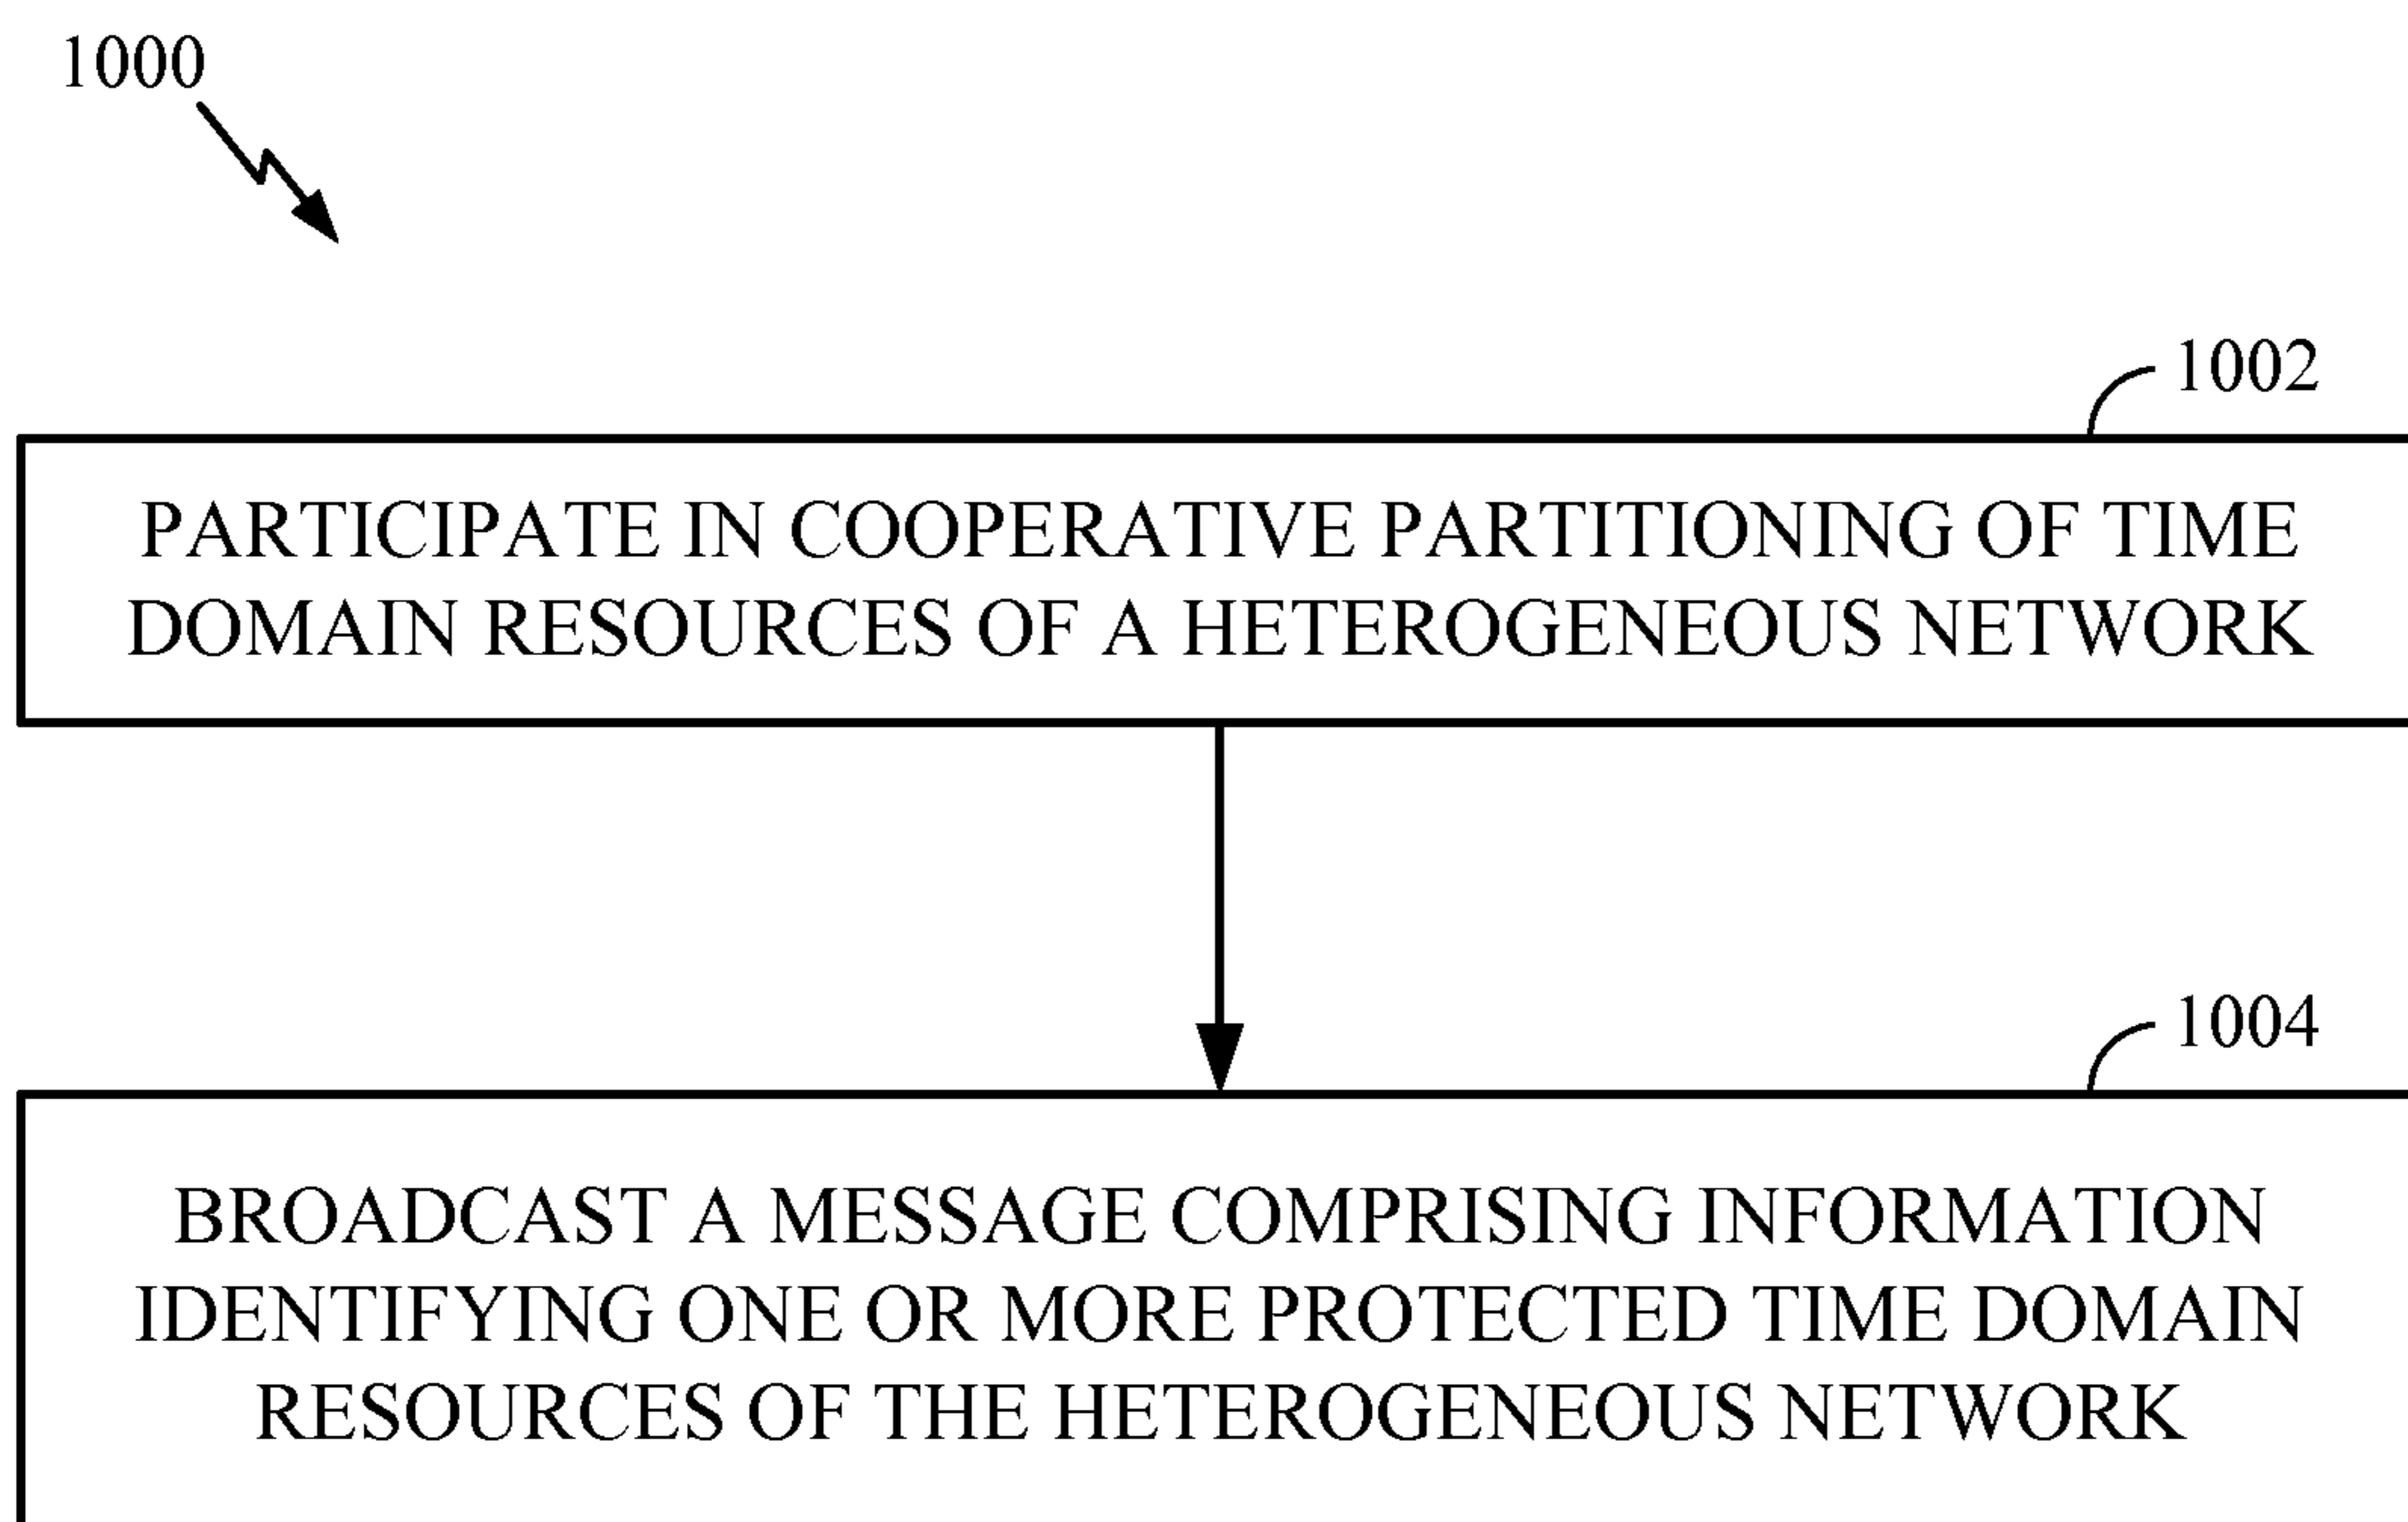 1000
1002
PARTICIPATE IN COOPERATIVE PARTITIONING OF TIME
DOMAIN RESOURCES OF A HETEROGENEOUS NETWORK
1004
BROADCAST A MESSAGE COMPRISING INFORMATION
IDENTIFYING ONE OR MORE PROTECTED TIME DOMAIN
RESOURCES OF THE HETEROGENEOUS NETWORK